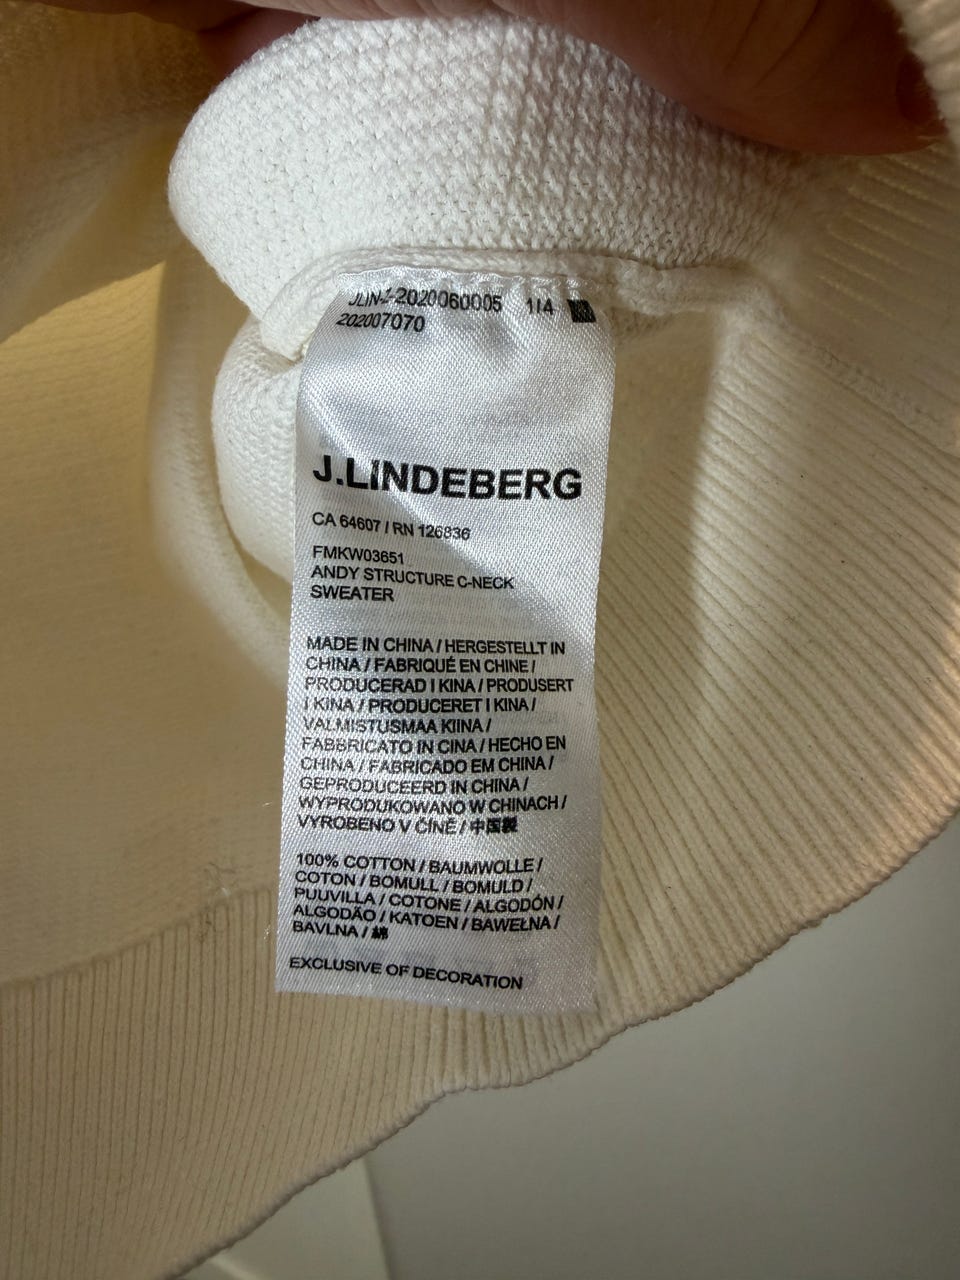 JLIN-2-2020060005 1/4
202007070
J.LINDEBERG
CA 64607 / RN 126836
FMKW03651
ANDY STRUCTURE C-NECK
SWEATER
MADE IN CHINA / HERGESTELLT IN
CHINA / FABRIQUÉ EN CHINE /
PRODUCERAD I KINA / PRODUSERT
I KINA / PRODUCERET I KINA /
VALMISTUSMAA KIINA /
FABBRICATO IN CINA / HECHO EN
CHINA / FABRICADO EM CHINA /
GEPRODUCEERD IN CHINA /
WYPRODUKOWANO W CHINACH /
VYROBENO V ČÍNĚ / 中国製
100% COTTON / BAUMWOLLE /
COTON / BOMULL / BOMULD /
PUUVILLA / COTONE / ALGODÓN /
ALGODÃO / KATOEN / BAWEŁNA /
BAVLNA / 綿
EXCLUSIVE OF DECORATION